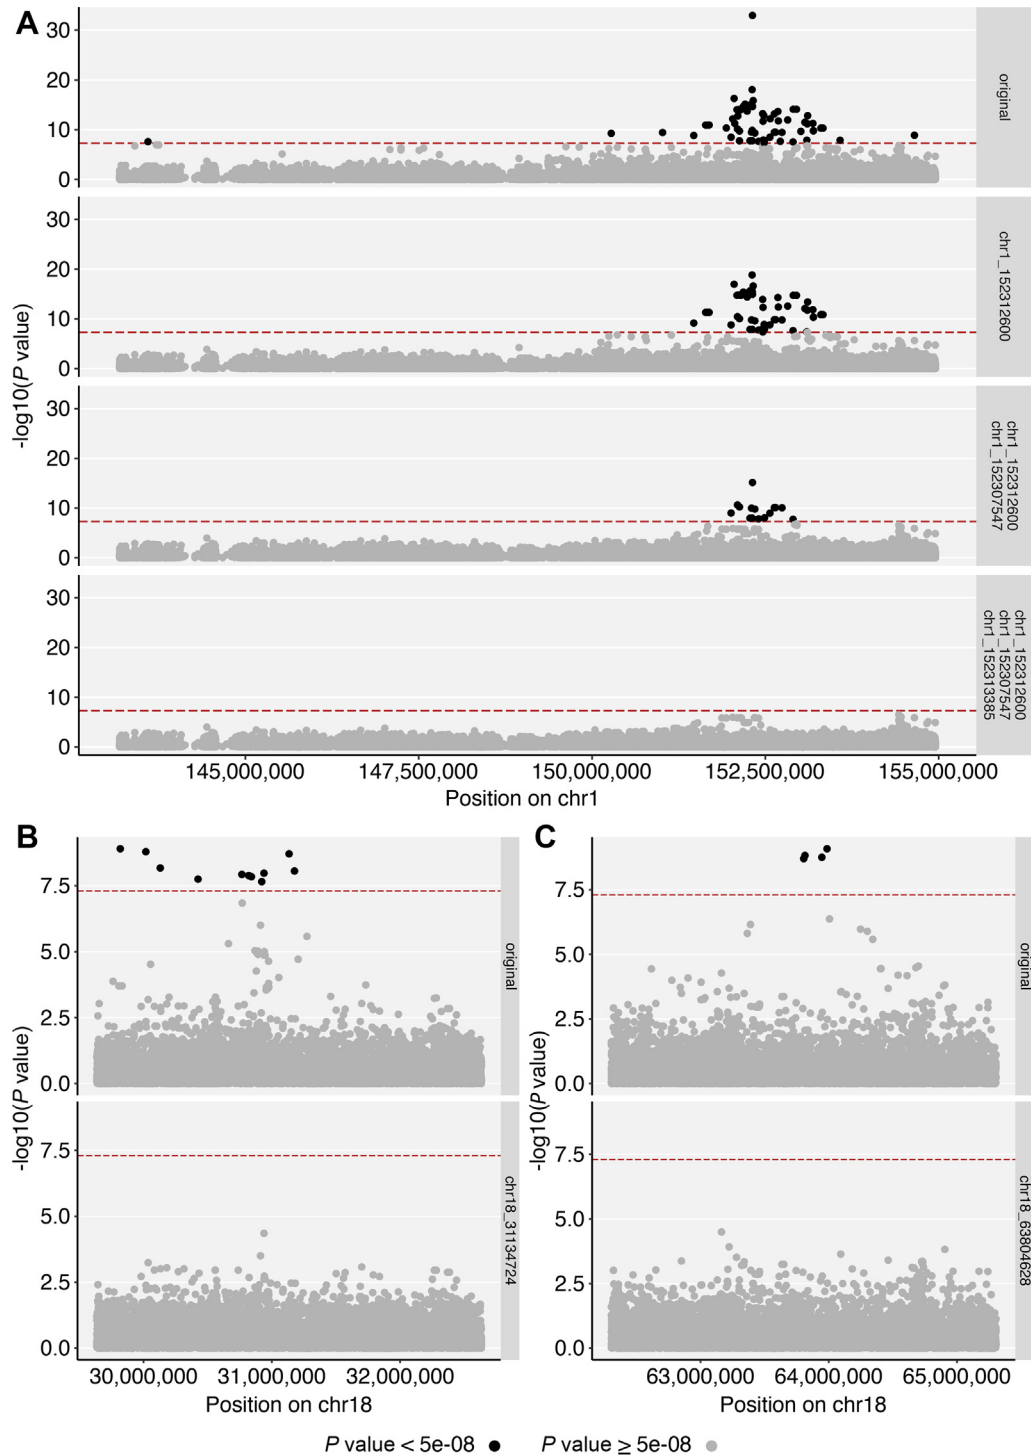 A
30
20
10
0
original
30
20
10
0
chr1_152312600
30
20
10
0
chr1_152312600
chr1_152307547
30
20
10
0
chr1_152312600
chr1_152307547
chr1_152313385
-log10(P value)
145,000,000 147,500,000 150,000,000 152,500,000 155,000,000
Position on chr1
B
7.5
5.0
2.5
0.0
original
7.5
5.0
2.5
0.0
chr18_31134724
-log10(P value)
30,000,000 31,000,000 32,000,000
Position on chr18
C
7.5
5.0
2.5
0.0
original
7.5
5.0
2.5
0.0
chr18_63804628
-log10(P value)
63,000,000 64,000,000 65,000,000
Position on chr18
P value < 5e-08 P value ≥ 5e-08